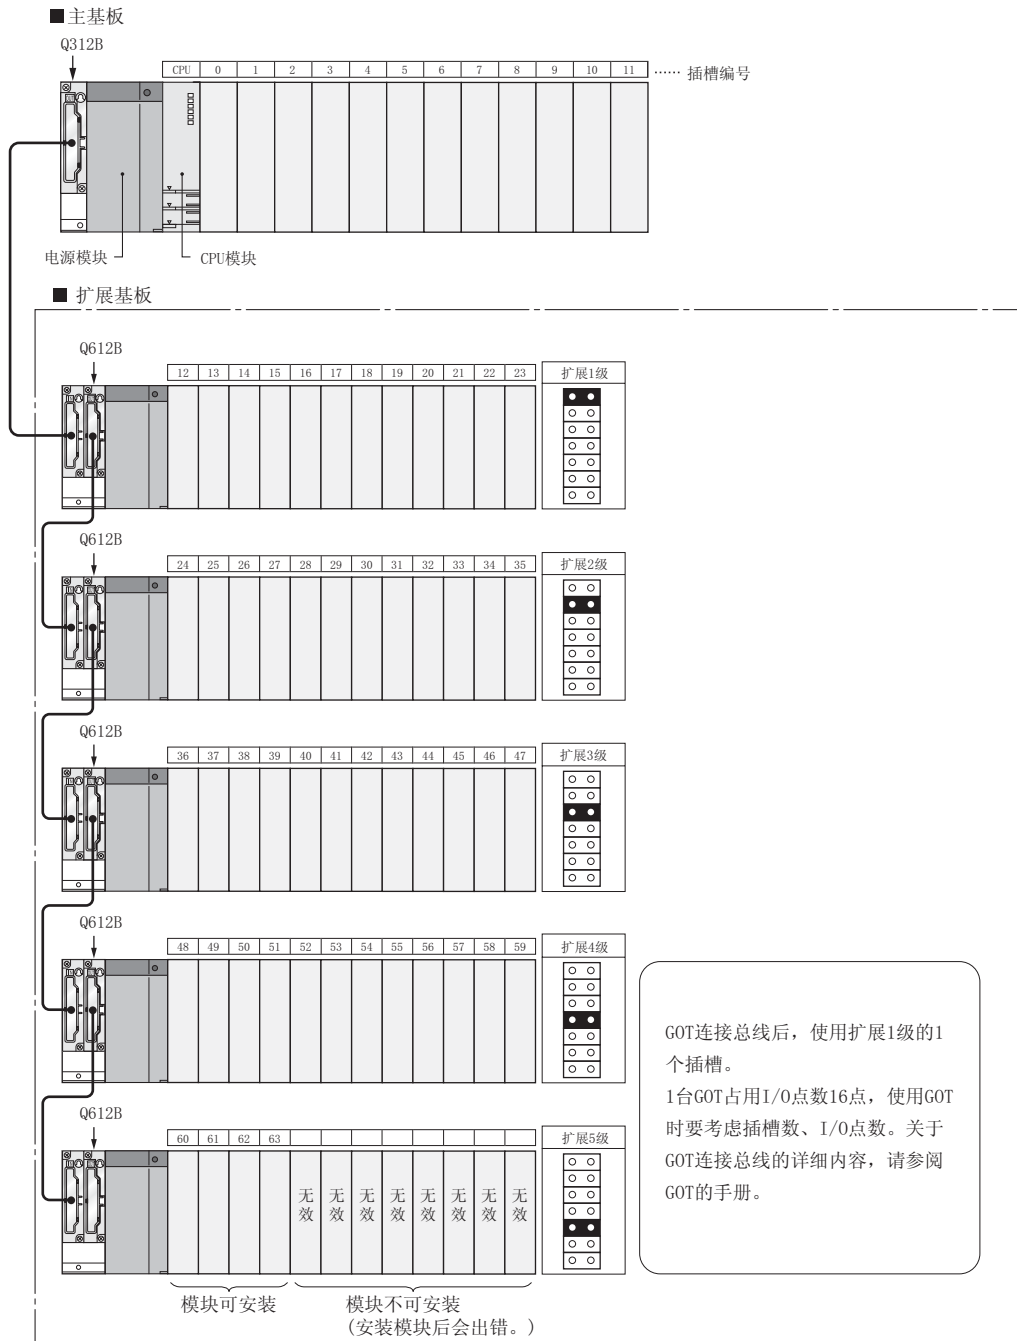 ■主基板
Q312B
CPU 0 1 2 3 4 5 6 7 8 9 10 11 …… 插槽编号
电源模块 CPU模块
■ 扩展基板
Q612B
12 13 14 15 16 17 18 19 20 21 22 23 扩展1级
Q612B
24 25 26 27 28 29 30 31 32 33 34 35 扩展2级
Q612B
36 37 38 39 40 41 42 43 44 45 46 47 扩展3级
Q612B
48 49 50 51 52 53 54 55 56 57 58 59 扩展4级
GOT连接总线后，使用扩展1级的1
个插槽。
1台GOT占用I/O点数16点，使用GOT
时要考虑插槽数、I/O点数。关于
GOT连接总线的详细内容，请参阅
GOT的手册。
Q612B
60 61 62 63 扩展5级
无效 无效 无效 无效 无效 无效 无效 无效
模块可安装 模块不可安装
(安装模块后会出错。)